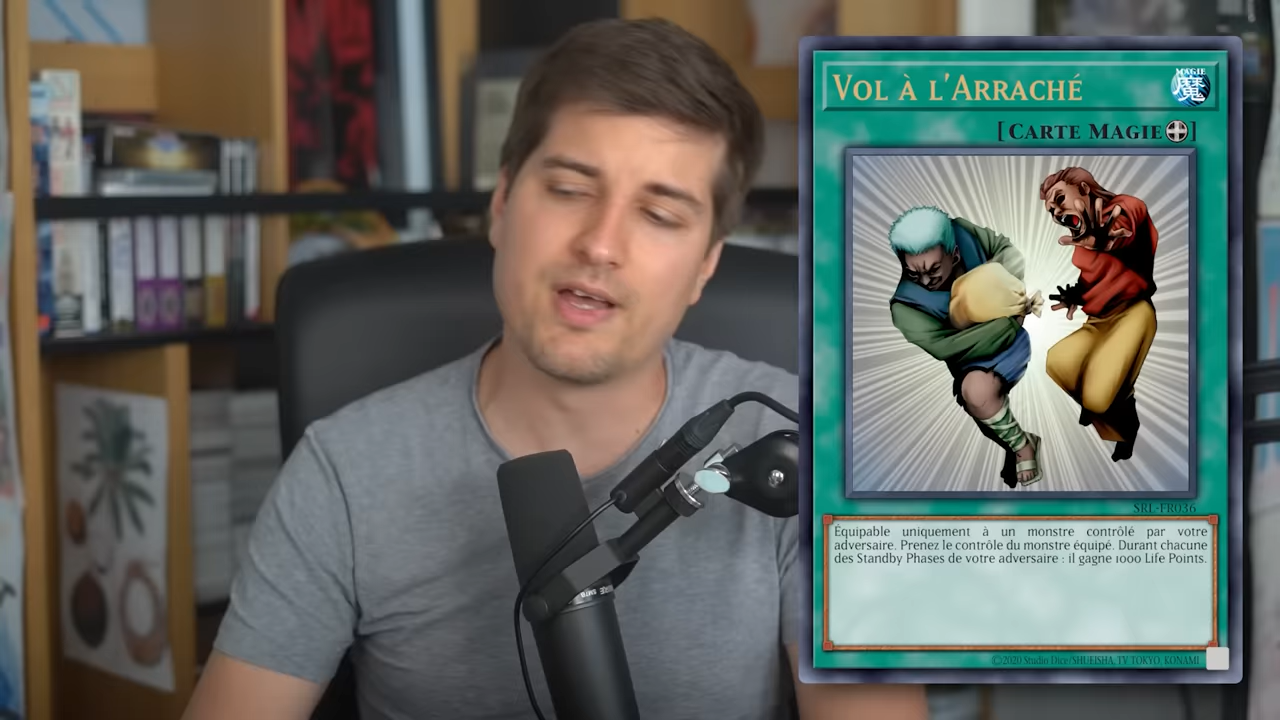 VOL À L'ARRACHÉ
MAGIE
魔
[CARTE MAGIE]
SRL-FR036
Équipable uniquement à un monstre contrôlé par votre
adversaire. Prenez le contrôle du monstre équipé. Durant chacune
des Standby Phases de votre adversaire : il gagne 1000 Life Points.
©2020 Studio Dice/SHUEISHA, TV TOKYO, KONAMI